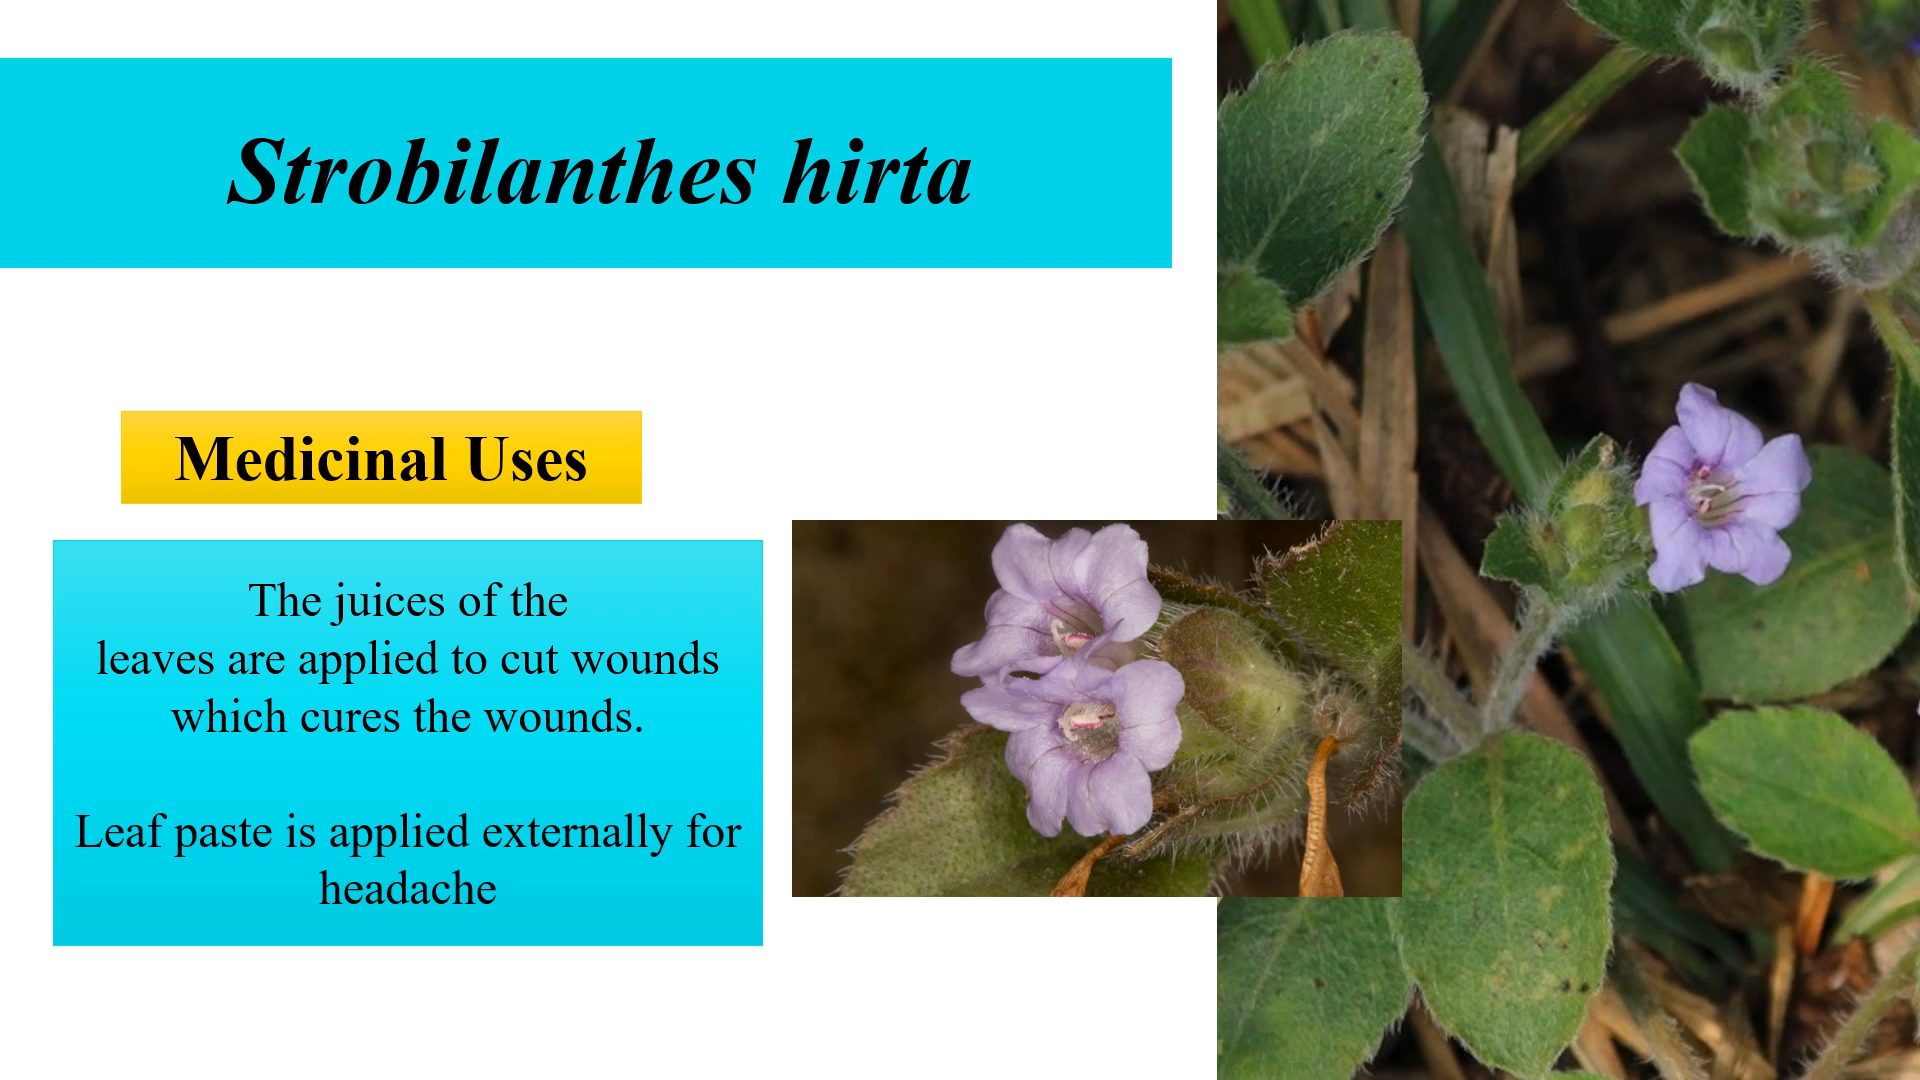 Strobilanthes hirta
Medicinal Uses
The juices of the
leaves are applied to cut wounds
which cures the wounds.
Leaf paste is applied externally for
headache